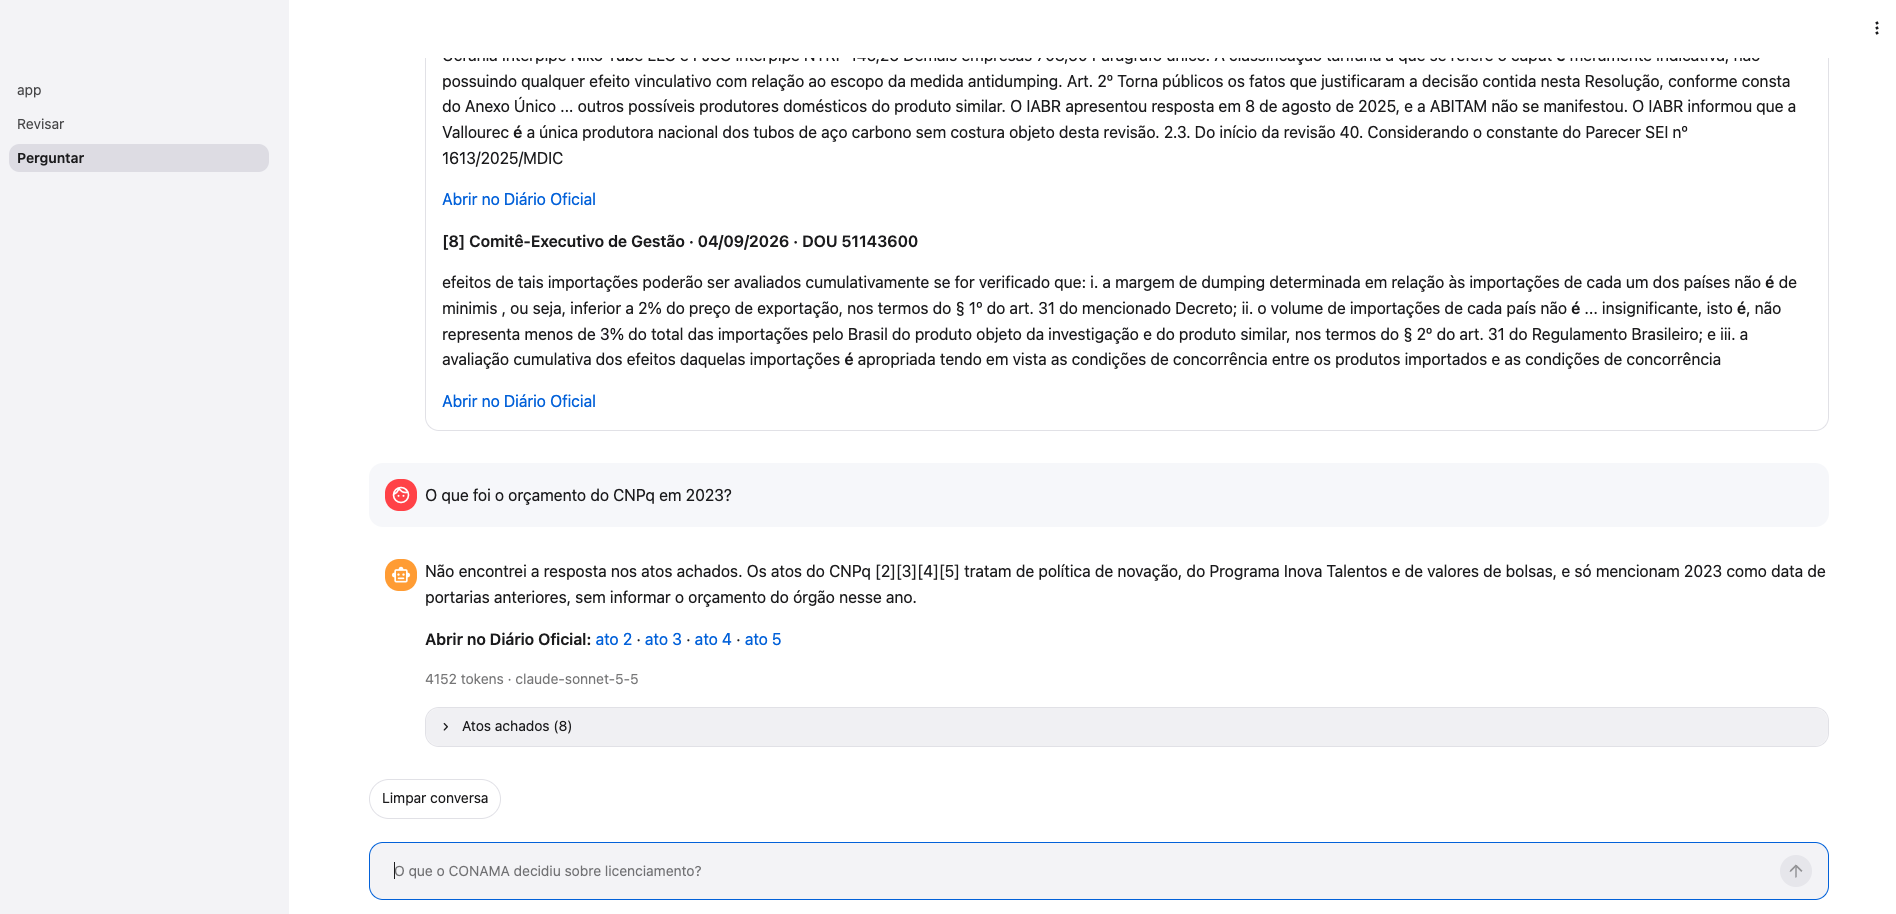 app
Revisar
Perguntar
possuindo qualquer efeito vinculativo com relação ao escopo da medida antidumping. Art. 2º Torna públicos os fatos que justificaram a decisão contida nesta Resolução, conforme consta
do Anexo Único ... outros possíveis produtores domésticos do produto similar. O IABR apresentou resposta em 8 de agosto de 2025, e a ABITAM não se manifestou. O IABR informou que a
Vallourec é a única produtora nacional dos tubos de aço carbono sem costura objeto desta revisão. 2.3. Do início da revisão 40. Considerando o constante do Parecer SEI nº
1613/2025/MDIC
Abrir no Diário Oficial
[8] Comitê-Executivo de Gestão · 04/09/2026 · DOU 51143600
efeitos de tais importações poderão ser avaliados cumulativamente se for verificado que: i. a margem de dumping determinada em relação às importações de cada um dos países não é de
minimis , ou seja, inferior a 2% do preço de exportação, nos termos do § 1º do art. 31 do mencionado Decreto; ii. o volume de importações de cada país não é ... insignificante, isto é, não
representa menos de 3% do total das importações pelo Brasil do produto objeto da investigação e do produto similar, nos termos do § 2º do art. 31 do Regulamento Brasileiro; e iii. a
avaliação cumulativa dos efeitos daquelas importações é apropriada tendo em vista as condições de concorrência entre os produtos importados e as condições de concorrência
Abrir no Diário Oficial
O que foi o orçamento do CNPq em 2023?
Não encontrei a resposta nos atos achados. Os atos do CNPq [2][3][4][5] tratam de política de novação, do Programa Inova Talentos e de valores de bolsas, e só mencionam 2023 como data de
portarias anteriores, sem informar o orçamento do órgão nesse ano.
Abrir no Diário Oficial: ato 2 · ato 3 · ato 4 · ato 5
4152 tokens · claude-sonnet-5-5
Atos achados (8)
Limpar conversa
O que o CONAMA decidiu sobre licenciamento?